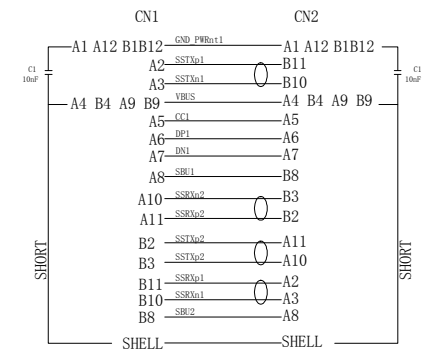 CN1 CN2
A1 A12 B1B12 GND_PWRnt1 A1 A12 B1B12
C1 10nF
C1 10nF
A2 SSTXp1 B11
A3 SSTXn1 B10
A4 B4 A9 B9 VBUS A4 B4 A9 B9
A5 CC1 A5
A6 DP1 A6
A7 DN1 A7
A8 SBU1 B8
A10 SSRXn2 B3
A11 SSRXp2 B2
B2 SSTXp2 A11
B3 SSTXp2 A10
B11 SSRXp1 A2
B10 SSRXn1 A3
B8 SBU2 A8
SHORT SHORT
SHELL SHELL